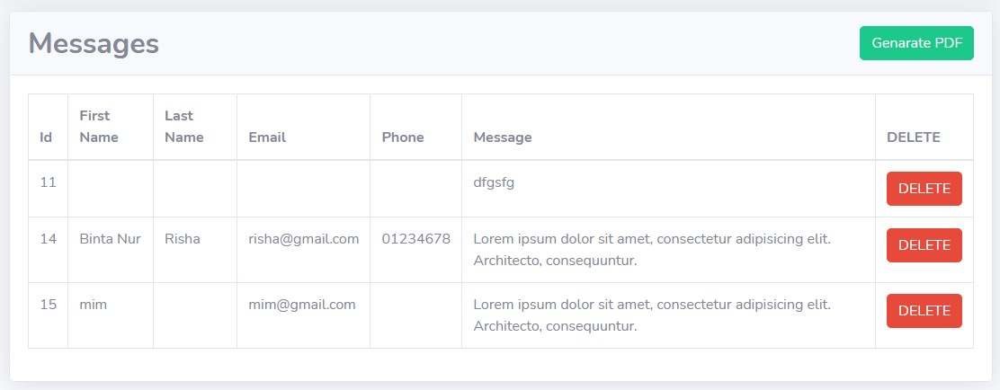 Messages
Genarate PDF
Id First Name Last Name Email Phone Message DELETE
11 dfgsfg DELETE
14 Binta Nur Risha risha@gmail.com 01234678 Lorem ipsum dolor sit amet, consectetur adipisicing elit. DELETE
Architecto, consequuntur.
15 mim mim@gmail.com Lorem ipsum dolor sit amet, consectetur adipisicing elit. DELETE
Architecto, consequuntur.